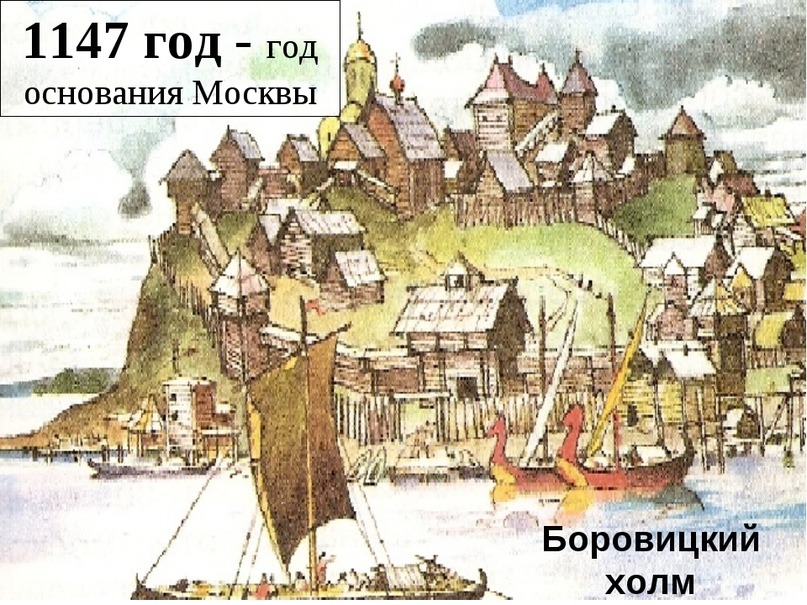 1147 год - год
основания Москвы
Боровицкий
холм